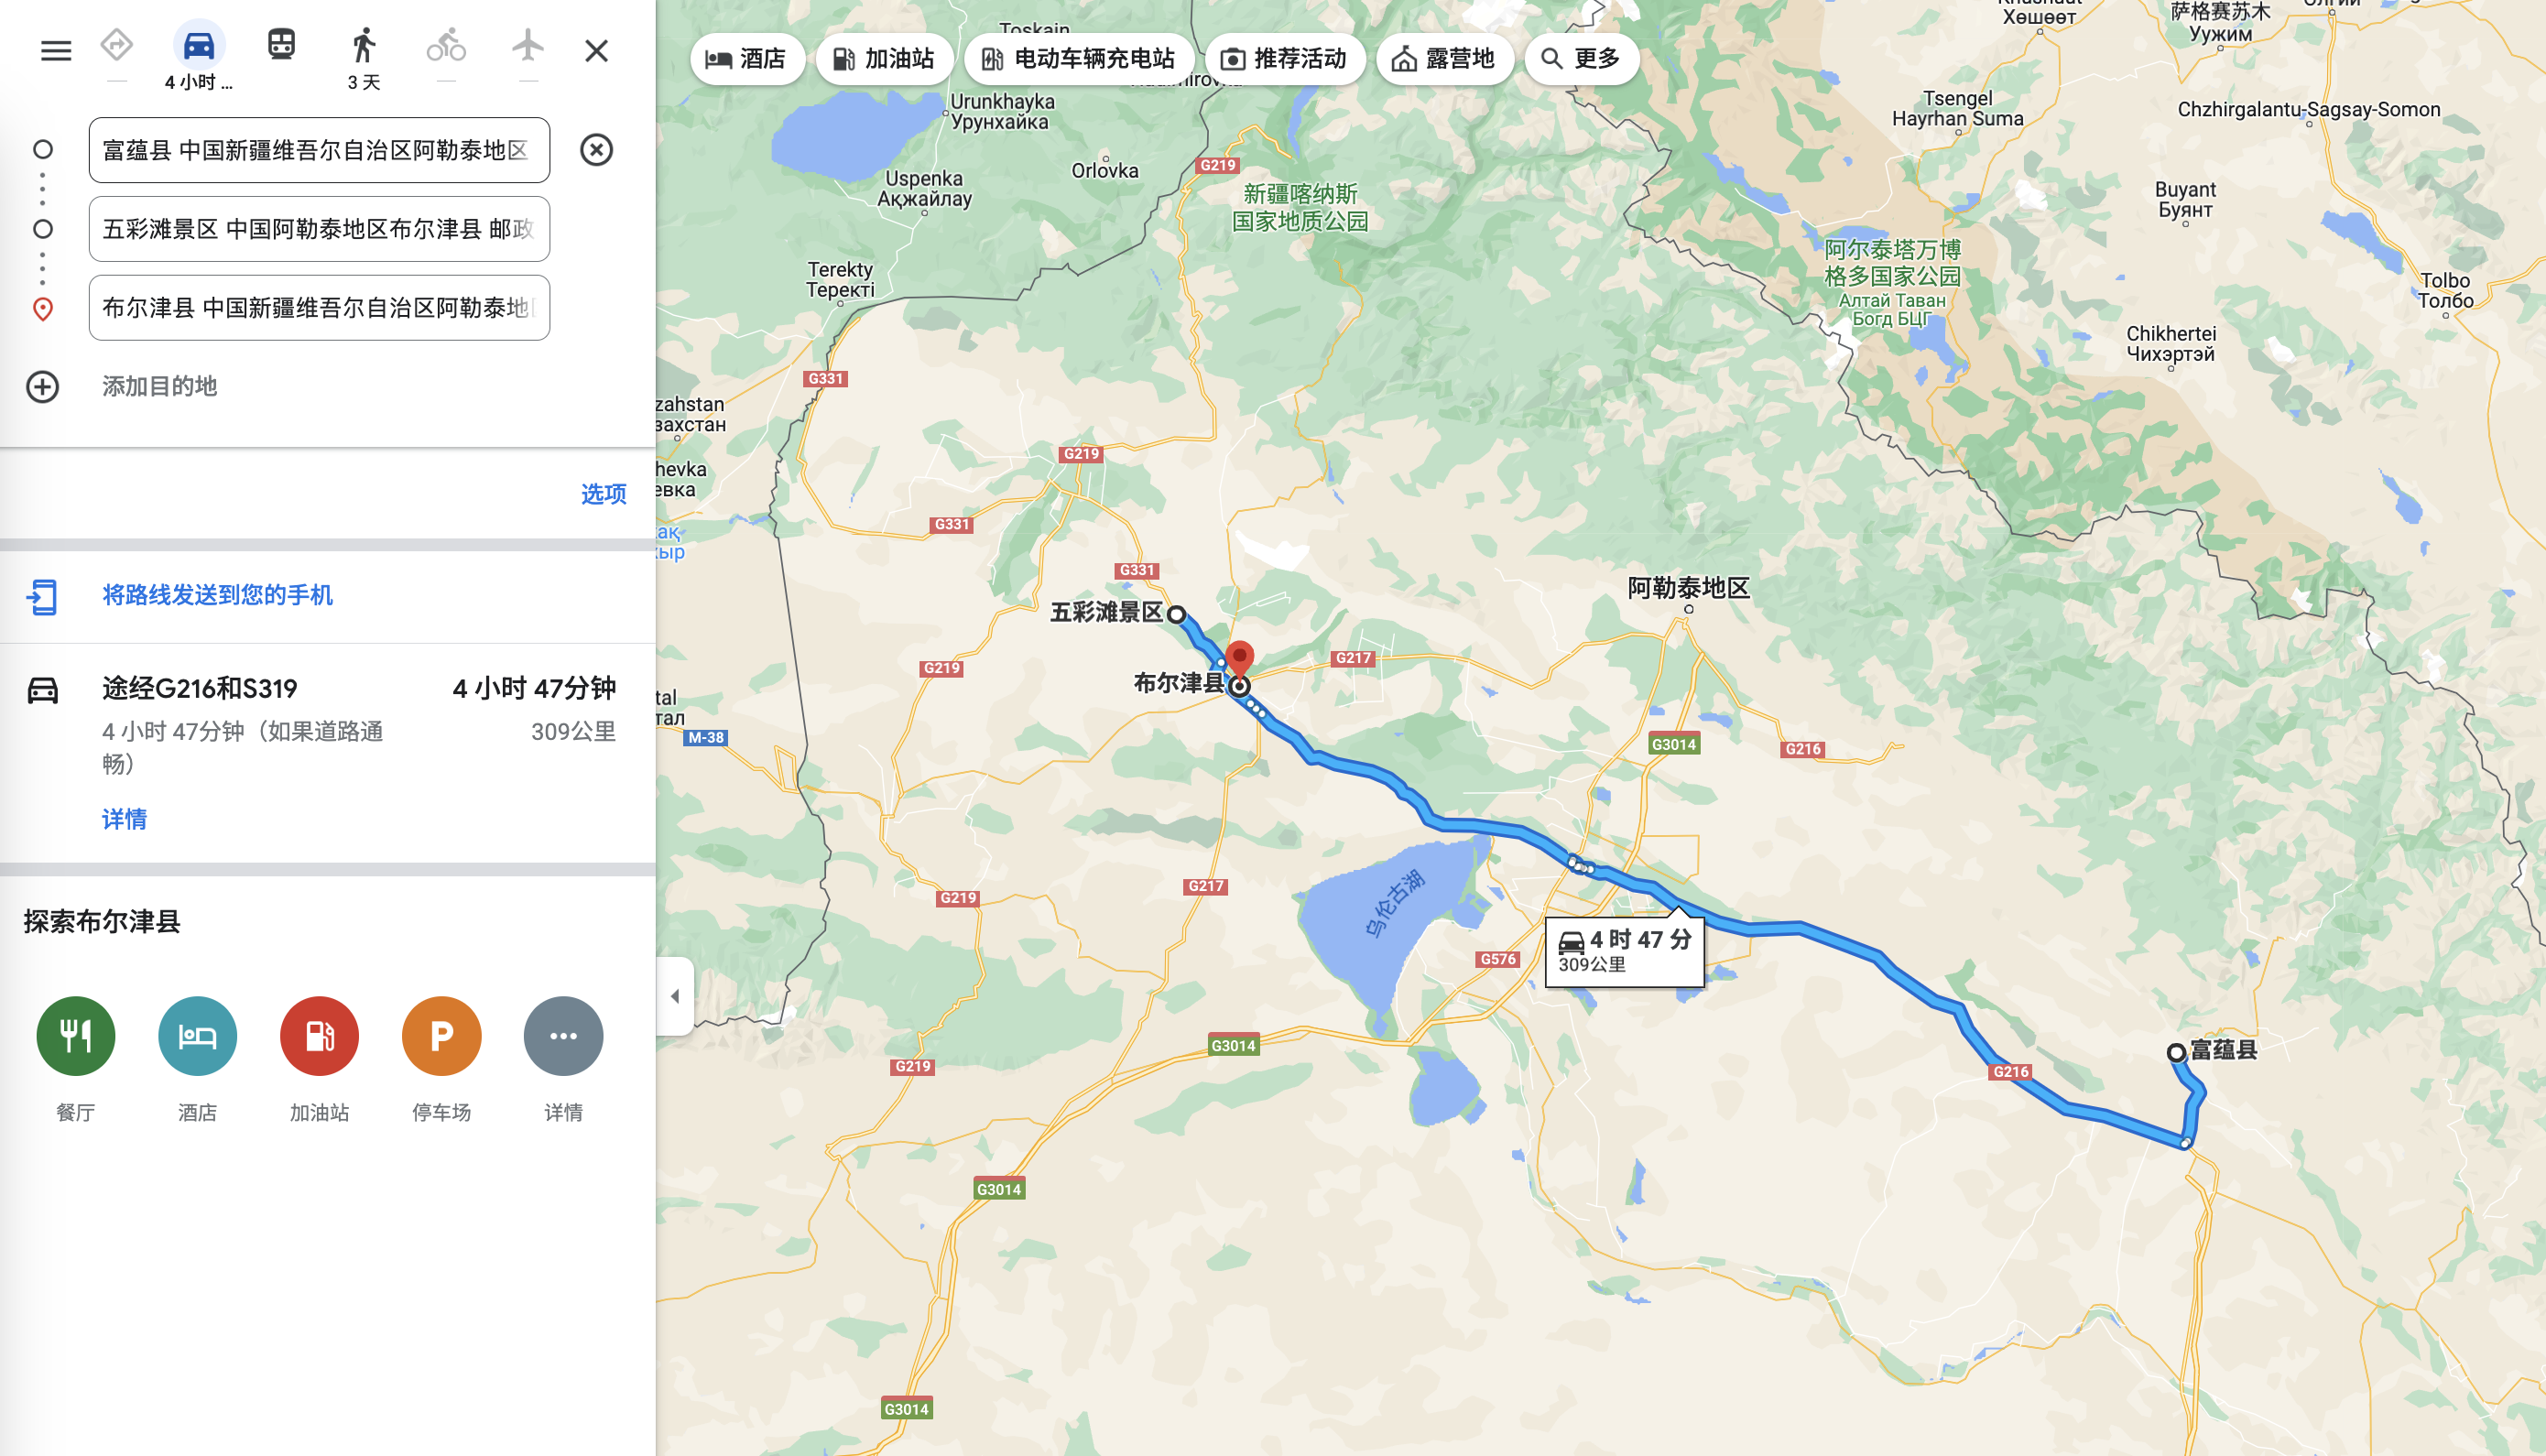 4 小时 ...
3 天
富蕴县 中国新疆维吾尔自治区阿勒泰地区
五彩滩景区 中国阿勒泰地区布尔津县 邮政
布尔津县 中国新疆维吾尔自治区阿勒泰地
添加目的地
选项
将路线发送到您的手机
途经G216和S319
4 小时 47分钟
4 小时 47分钟（如果道路通
畅）
309公里
详情
探索布尔津县
餐厅
酒店
加油站
P
停车场
详情
酒店
加油站
电动车辆充电站
推荐活动
露营地
更多
Toskain
Urunkhayka
Урунхайка
Orlovka
Uspenka
Ақжайлау
Terekty
Теректі
G219
新疆喀纳斯
国家地质公园
Хөшөөт
萨格赛苏木
Уужим
Tsengel
Hayrhan Suma
Chzhirgalantu-Sagsay-Somon
Buyant
Буянт
阿尔泰塔万博
格多国家公园
Алтай Таван
Богд БЦГ
Tolbo
Толбо
Chikhertei
Чихэртэй
G331
zahstan
захстан
G219
hevka
евка
G331
G331
五彩滩景区
阿勒泰地区
G219
G217
布尔津县
tal
тал
M-38
G3014
G216
G219
G217
乌伦古湖
4 时 47 分
309公里
G576
G3014
G219
G216
富蕴县
G3014
G3014